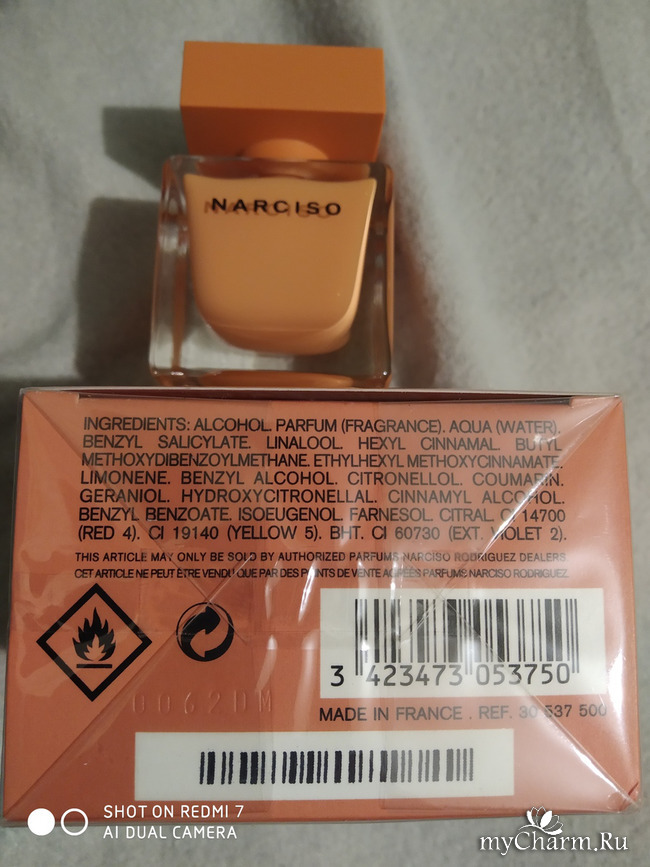 NARCISO
INGREDIENTS: ALCOHOL. PARFUM (FRAGRANCE). AQUA (WATER).
BENZYL SALICYLATE. LINALOOL. HEXYL CINNAMAL. BUTYL
METHOXYDIBENZOYLMETHANE. ETHYLHEXYL METHOXYCINNAMATE.
LIMONENE. BENZYL ALCOHOL. CITRONELLOL. COUMARIN.
GERANIOL. HYDROXYCITRONELLAL. CINNAMYL ALCOHOL.
BENZYL BENZOATE. ISOEUGENOL. FARNESOL. CITRAL. CI 14700
(RED 4). CI 19140 (YELLOW 5). BHT. CI 60730 (EXT. VIOLET 2).
THIS ARTICLE MAY ONLY BE SOLD BY AUTHORIZED PARFUMS NARCISO RODRIGUEZ DEALERS
CET ARTICLE NE PEUT ÊTRE VENDU QUE PAR DES POINTS DE VENTE AGRÉÉS PARFUMS NARCISO RODRIGUEZ.
3 423473 053750
0062DM
MADE IN FRANCE . REF. 30 537 500
SHOT ON REDMI 7
AI DUAL CAMERA
myCharm.Ru